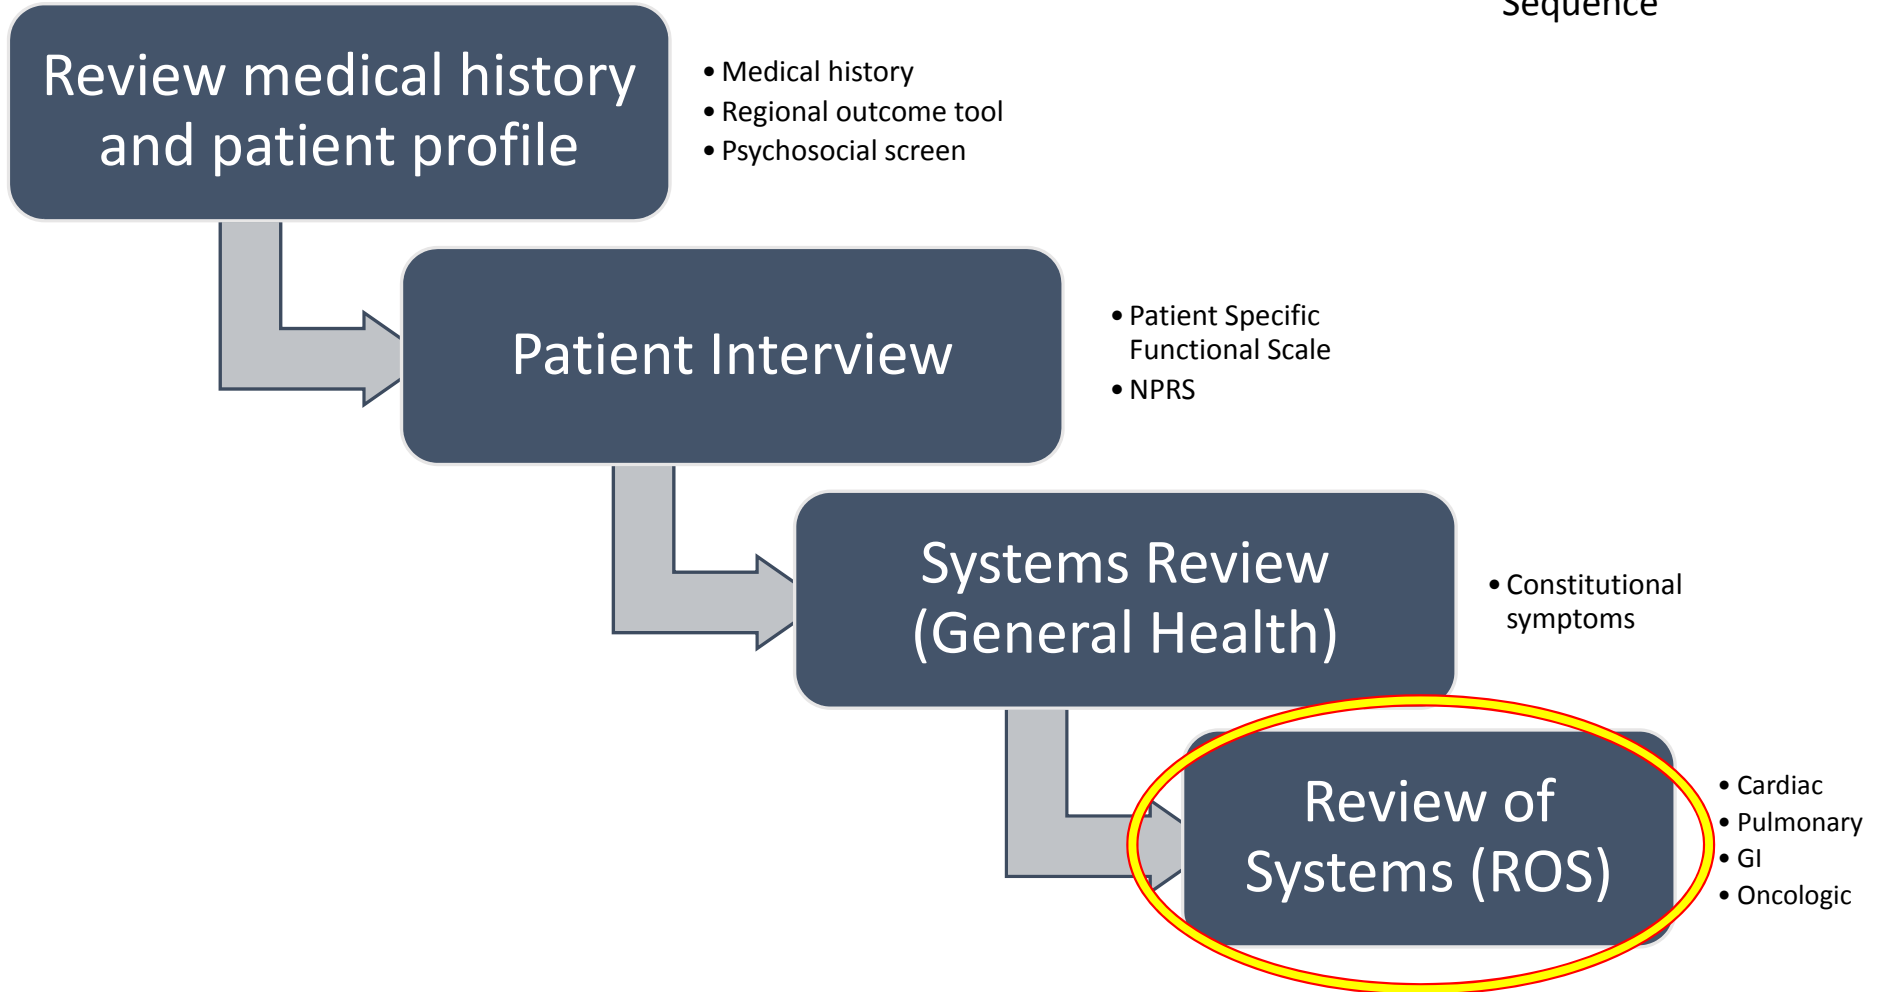 Sequence
Review medical history
and patient profile
• Medical history
• Regional outcome tool
• Psychosocial screen
Patient Interview
• Patient Specific
Functional Scale
• NPRS
Systems Review
(General Health)
• Constitutional
symptoms
Review of
Systems (ROS)
• Cardiac
• Pulmonary
• GI
• Oncologic